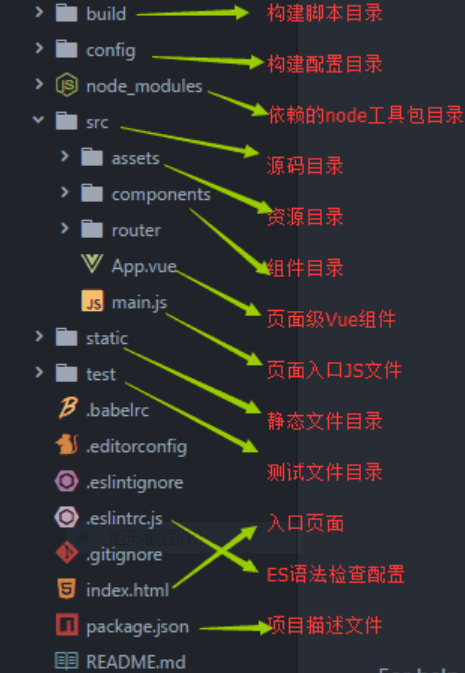 build
构建脚本目录
config
构建配置目录
node_modules
依赖的node工具包目录
src
源码目录
assets
资源目录
components
组件目录
router
App.vue
页面级Vue组件
main.js
页面入口JS文件
static
静态文件目录
test
测试文件目录
.babelrc
.editorconfig
.eslintignore
.eslintrc.js
入口页面
.gitignore
ES语法检查配置
index.html
package.json
项目描述文件
README.md